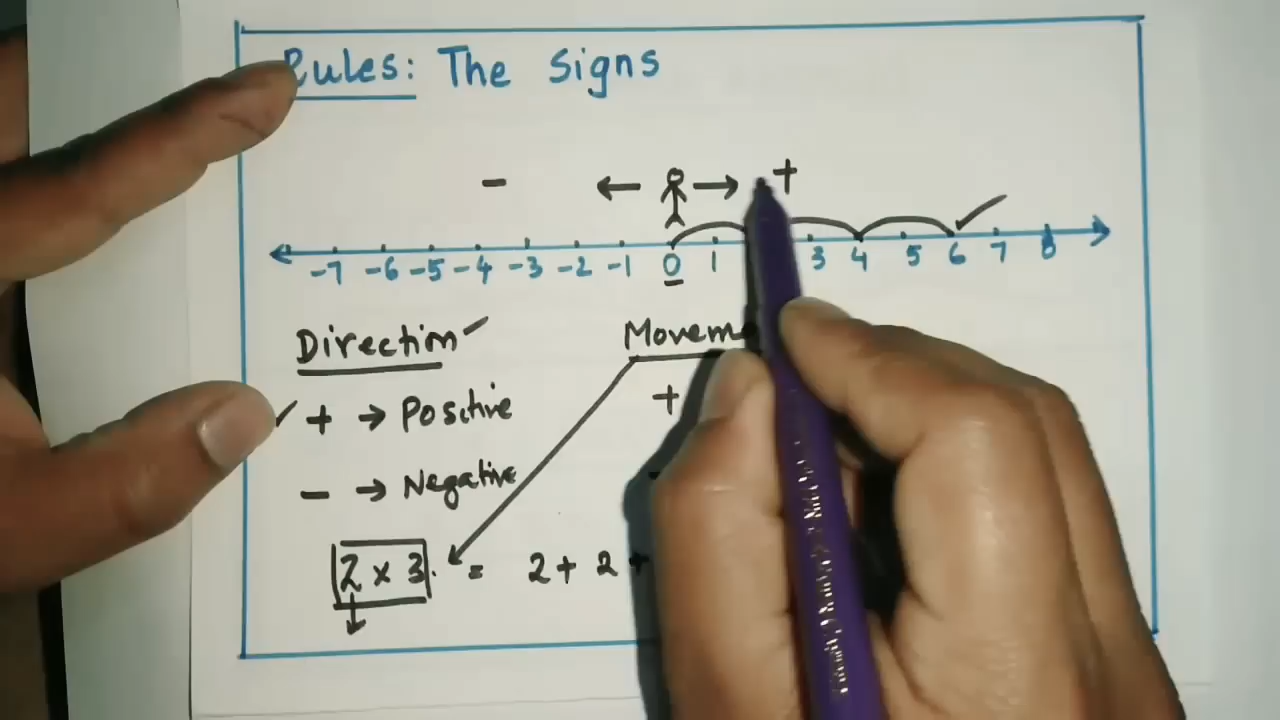 Rules: The Signs
- ← → +
-7 -6 -5 -4 -3 -2 -1 0 1 3 4 5 6 7 8
Direction ✓ Movem
✓ + → Positive +
- → Negative -
2 x 3 = 2 + 2 +